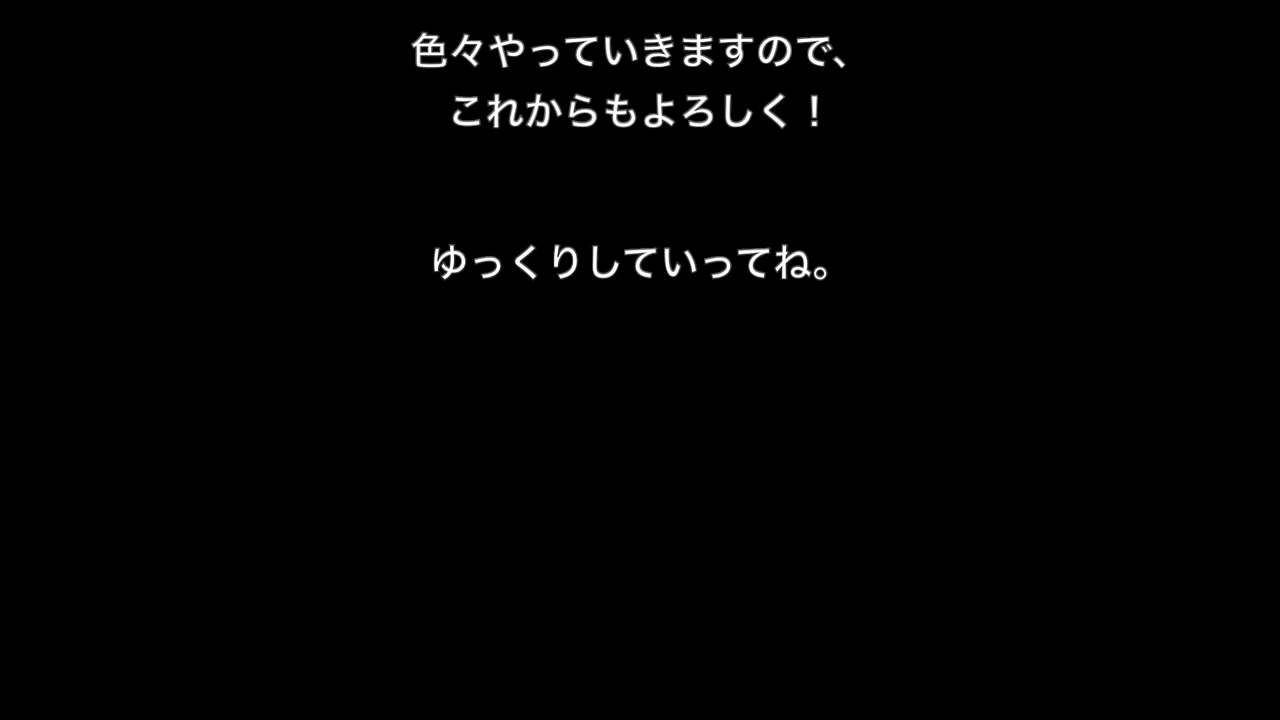 色々やっていきますので、
これからもよろしく！
ゆっくりしていってね。